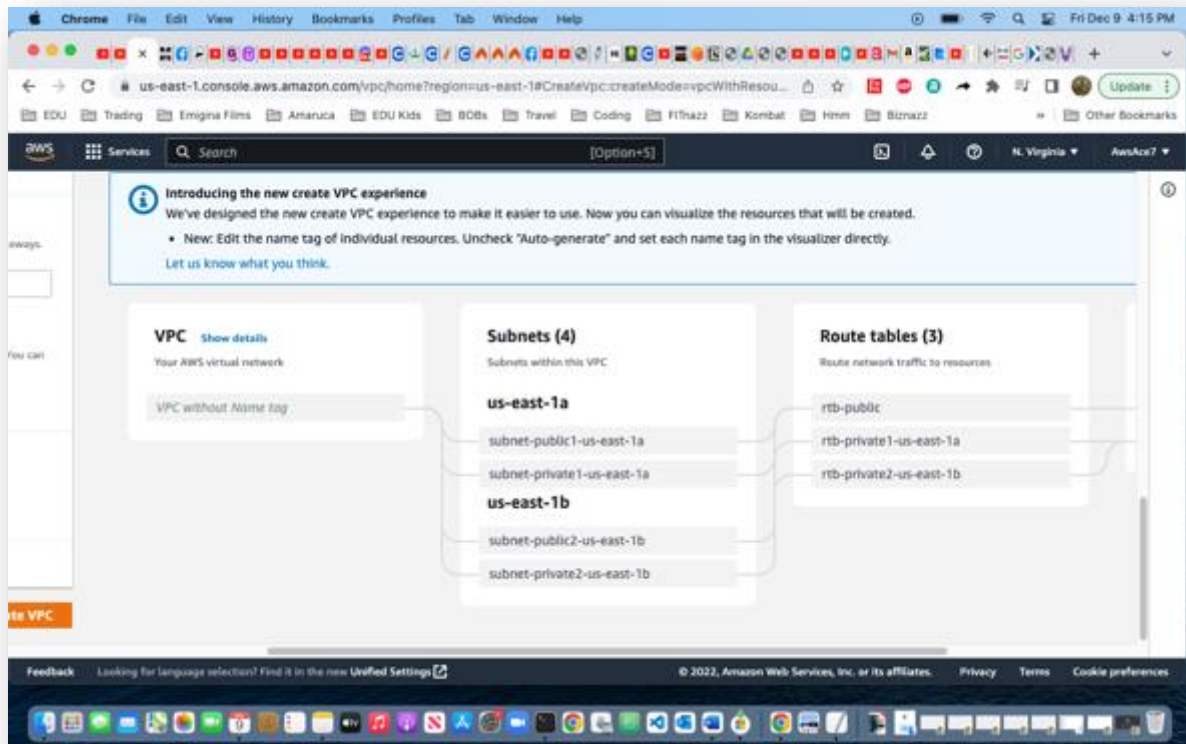 Chrome File Edit View History Bookmarks Profiles Tab Window Help
Fri Dec 9 4:15 PM
us-east-1.console.aws.amazon.com/vpc/home?region=us-east-1#CreateVpc:createMode=vpcWithResou...
Update
EDU Trading Emigina Films Amaruca EDU Kids BOBs Travel Coding FIThazz Kombat Hmm Biznazz » Other Bookmarks
aws Services Search [Option+S] N. Virginia AwsAce7
Introducing the new create VPC experience
We've designed the new create VPC experience to make it easier to use. Now you can visualize the resources that will be created.
• New: Edit the name tag of individual resources. Uncheck "Auto-generate" and set each name tag in the visualizer directly.
Let us know what you think.
eways.
You can
VPC Show details
Your AWS virtual network
VPC without Name tag
Subnets (4)
Subnets within this VPC
us-east-1a
subnet-public1-us-east-1a
subnet-private1-us-east-1a
us-east-1b
subnet-public2-us-east-1b
subnet-private2-us-east-1b
Route tables (3)
Route network traffic to resources
rtb-public
rtb-private1-us-east-1a
rtb-private2-us-east-1b
te VPC
Feedback Looking for language selection? Find it in the new Unified Settings © 2022, Amazon Web Services, Inc. or its affiliates. Privacy Terms Cookie preferences